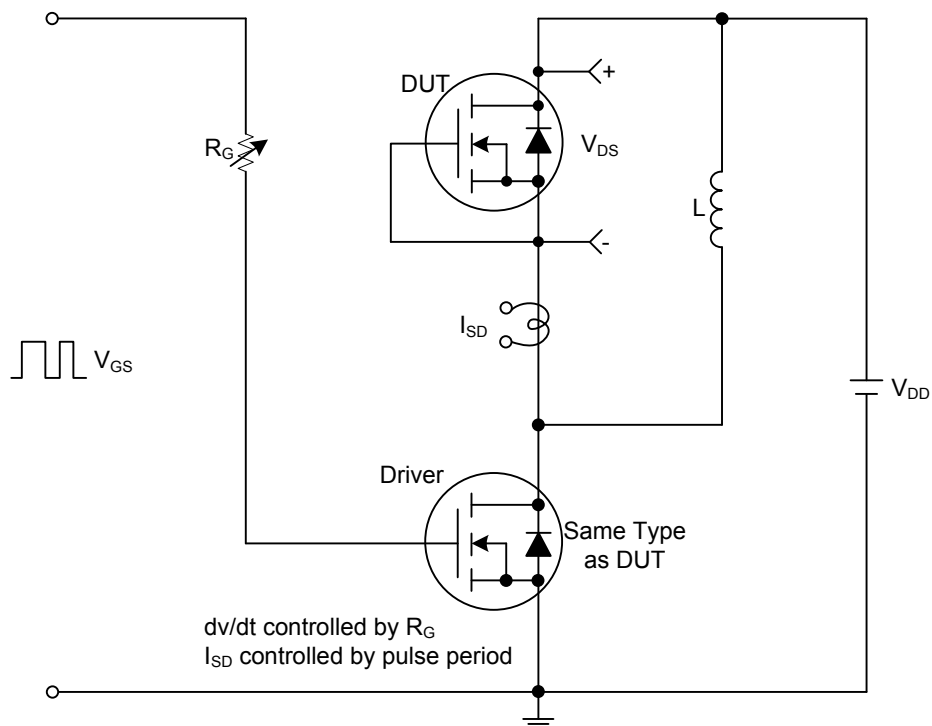 DUT
+
R_G
V_DS
L
-
I_SD
V_GS
V_DD
Driver
Same Type
as DUT
dv/dt controlled by R_G
I_SD controlled by pulse period